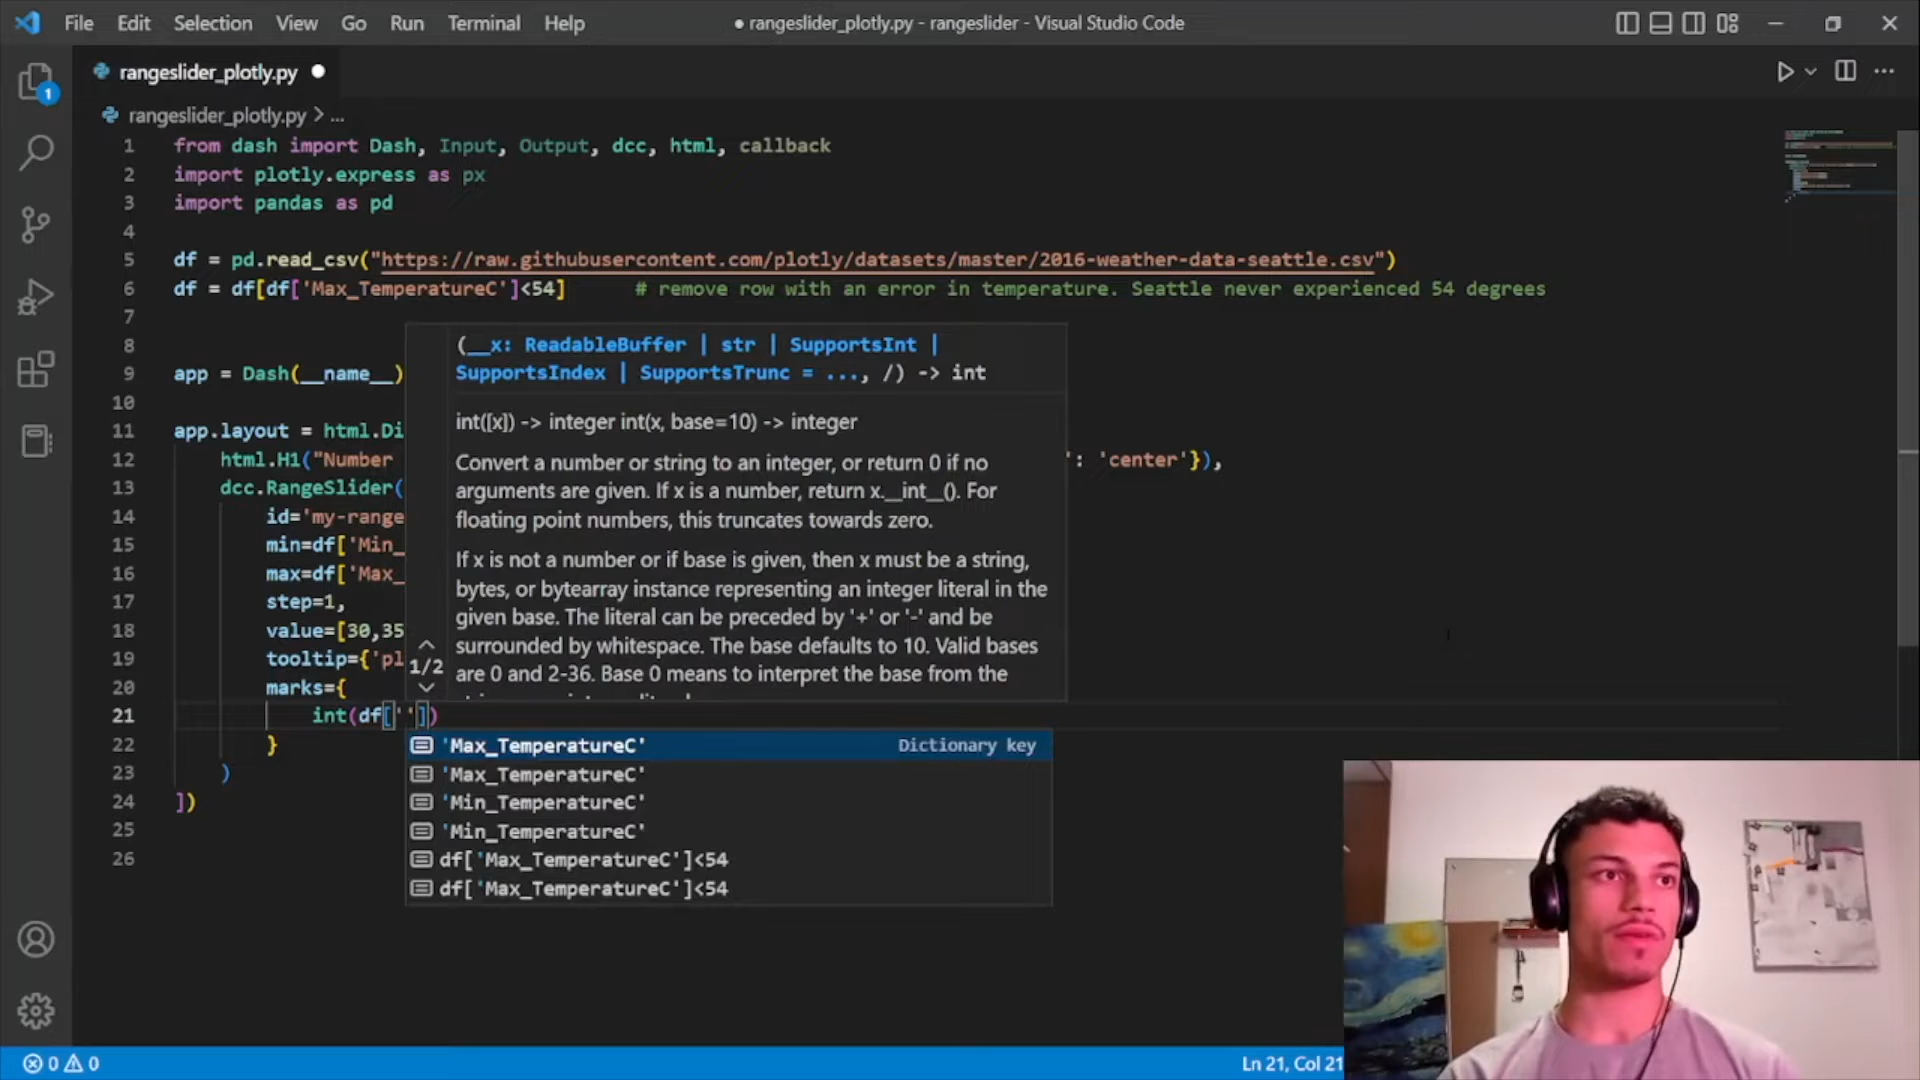 File Edit Selection View Go Run Terminal Help
● rangeslider_plotly.py - rangeslider - Visual Studio Code
1
rangeslider_plotly.py ●
rangeslider_plotly.py > ...
1 from dash import Dash, Input, Output, dcc, html, callback
2 import plotly.express as px
3 import pandas as pd
4
5 df = pd.read_csv("https://raw.githubusercontent.com/plotly/datasets/master/2016-weather-data-seattle.csv")
6 df = df[df['Max_TemperatureC']<54] # remove row with an error in temperature. Seattle never experienced 54 degrees
7
8
9 app = Dash(__name__)
10
11 app.layout = html.Di
12 html.H1("Number ': 'center'}),
13 dcc.RangeSlider(
14 id='my-range
15 min=df['Min_
16 max=df['Max_
17 step=1,
18 value=[30,35
19 tooltip={'pl
20 marks={
21 int(df[''])
22 }
23 )
24 ])
25
26
(__x: ReadableBuffer | str | SupportsInt |
SupportsIndex | SupportsTrunc = ..., /) -> int
int([x]) -> integer int(x, base=10) -> integer
Convert a number or string to an integer, or return 0 if no
arguments are given. If x is a number, return x.__int__(). For
floating point numbers, this truncates towards zero.
If x is not a number or if base is given, then x must be a string,
bytes, or bytearray instance representing an integer literal in the
given base. The literal can be preceded by '+' or '-' and be
surrounded by whitespace. The base defaults to 10. Valid bases
are 0 and 2-36. Base 0 means to interpret the base from the
1/2
'Max_TemperatureC' Dictionary key
'Max_TemperatureC'
'Min_TemperatureC'
'Min_TemperatureC'
df['Max_TemperatureC']<54
df['Max_TemperatureC']<54
0 0
Ln 21, Col 21